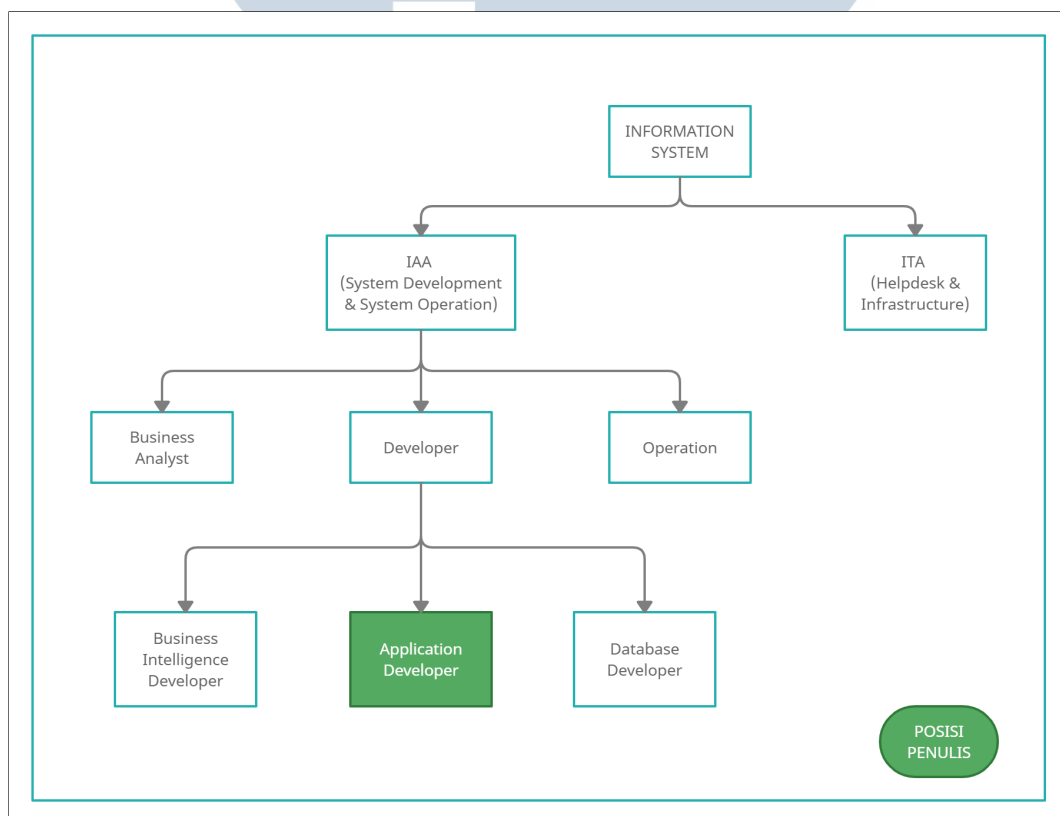 INFORMATION
SYSTEM
IAA
(System Development
& System Operation)
ITA
(Helpdesk &
Infrastructure)
Business
Analyst
Developer
Operation
Business
Intelligence
Developer
Application
Developer
Database
Developer
POSISI
PENULIS